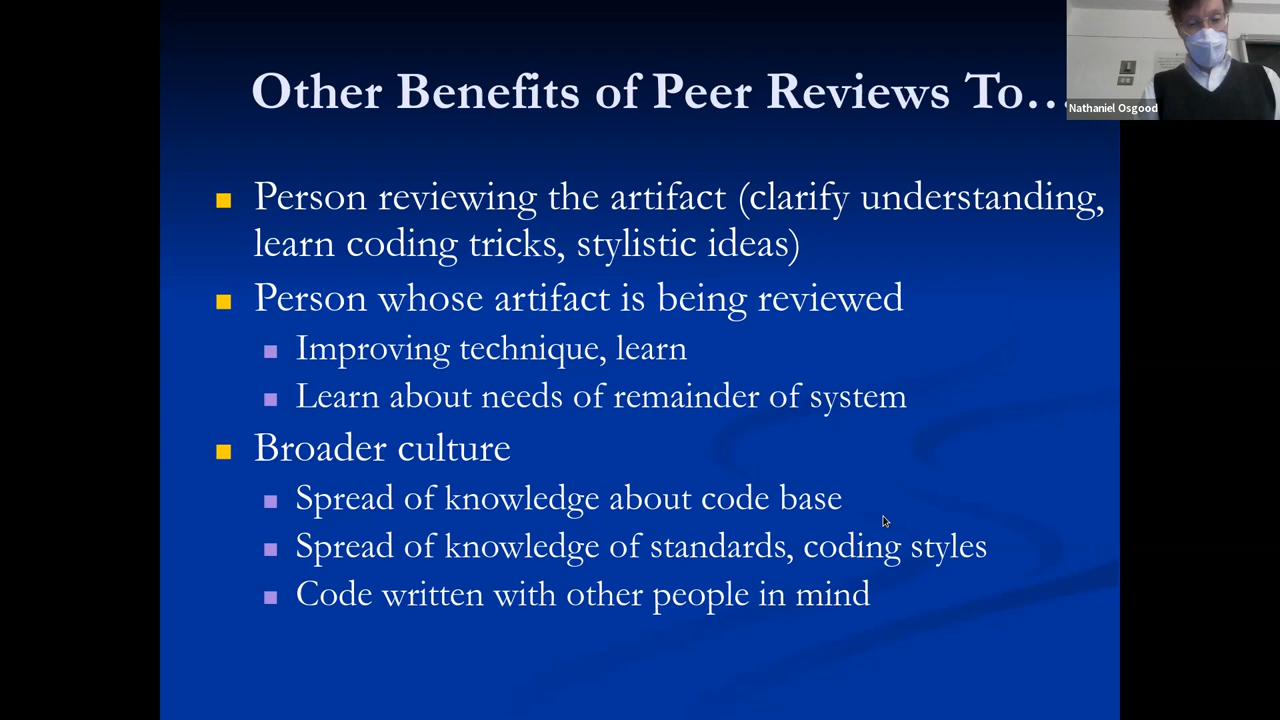 Other Benefits of Peer Reviews To…
Nathaniel Osgood
Person reviewing the artifact (clarify understanding,
learn coding tricks, stylistic ideas)
Person whose artifact is being reviewed
Improving technique, learn
Learn about needs of remainder of system
Broader culture
Spread of knowledge about code base
Spread of knowledge of standards, coding styles
Code written with other people in mind